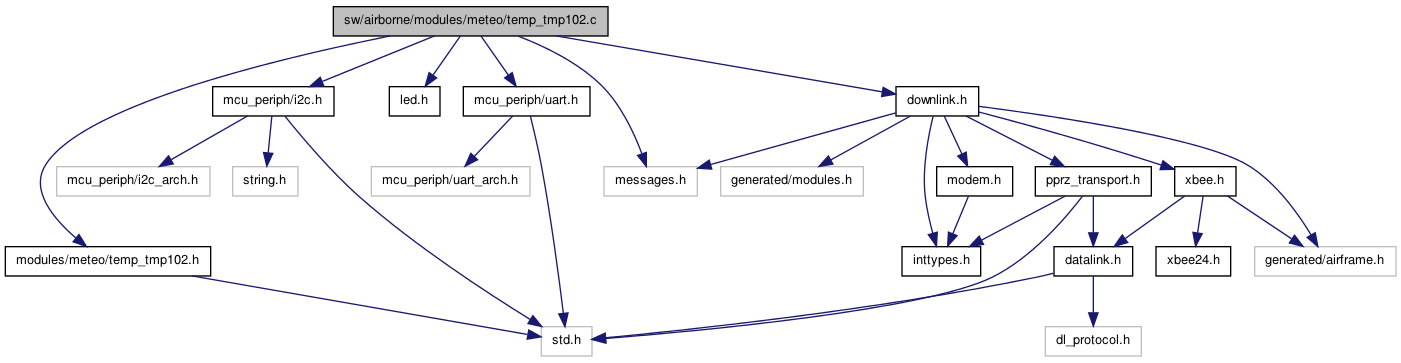 sw/airborne/modules/meteo/temp_tmp102.c
mcu_periph/i2c.h
led.h
mcu_periph/uart.h
downlink.h
mcu_periph/i2c_arch.h
string.h
mcu_periph/uart_arch.h
messages.h
generated/modules.h
modem.h
pprz_transport.h
xbee.h
modules/meteo/temp_tmp102.h
inttypes.h
datalink.h
xbee24.h
generated/airframe.h
std.h
dl_protocol.h